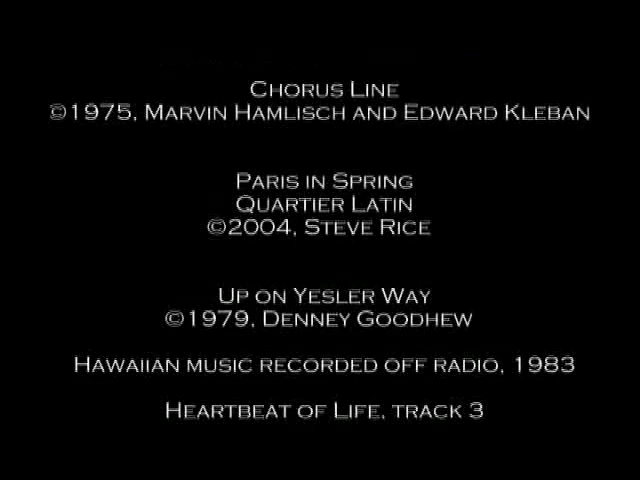 Chorus Line
©1975, Marvin Hamlisch and Edward Kleban
Paris in Spring
Quartier Latin
©2004, Steve Rice
Up on Yesler Way
©1979, Denney Goodhew
Hawaiian music recorded off radio, 1983
Heartbeat of Life, track 3